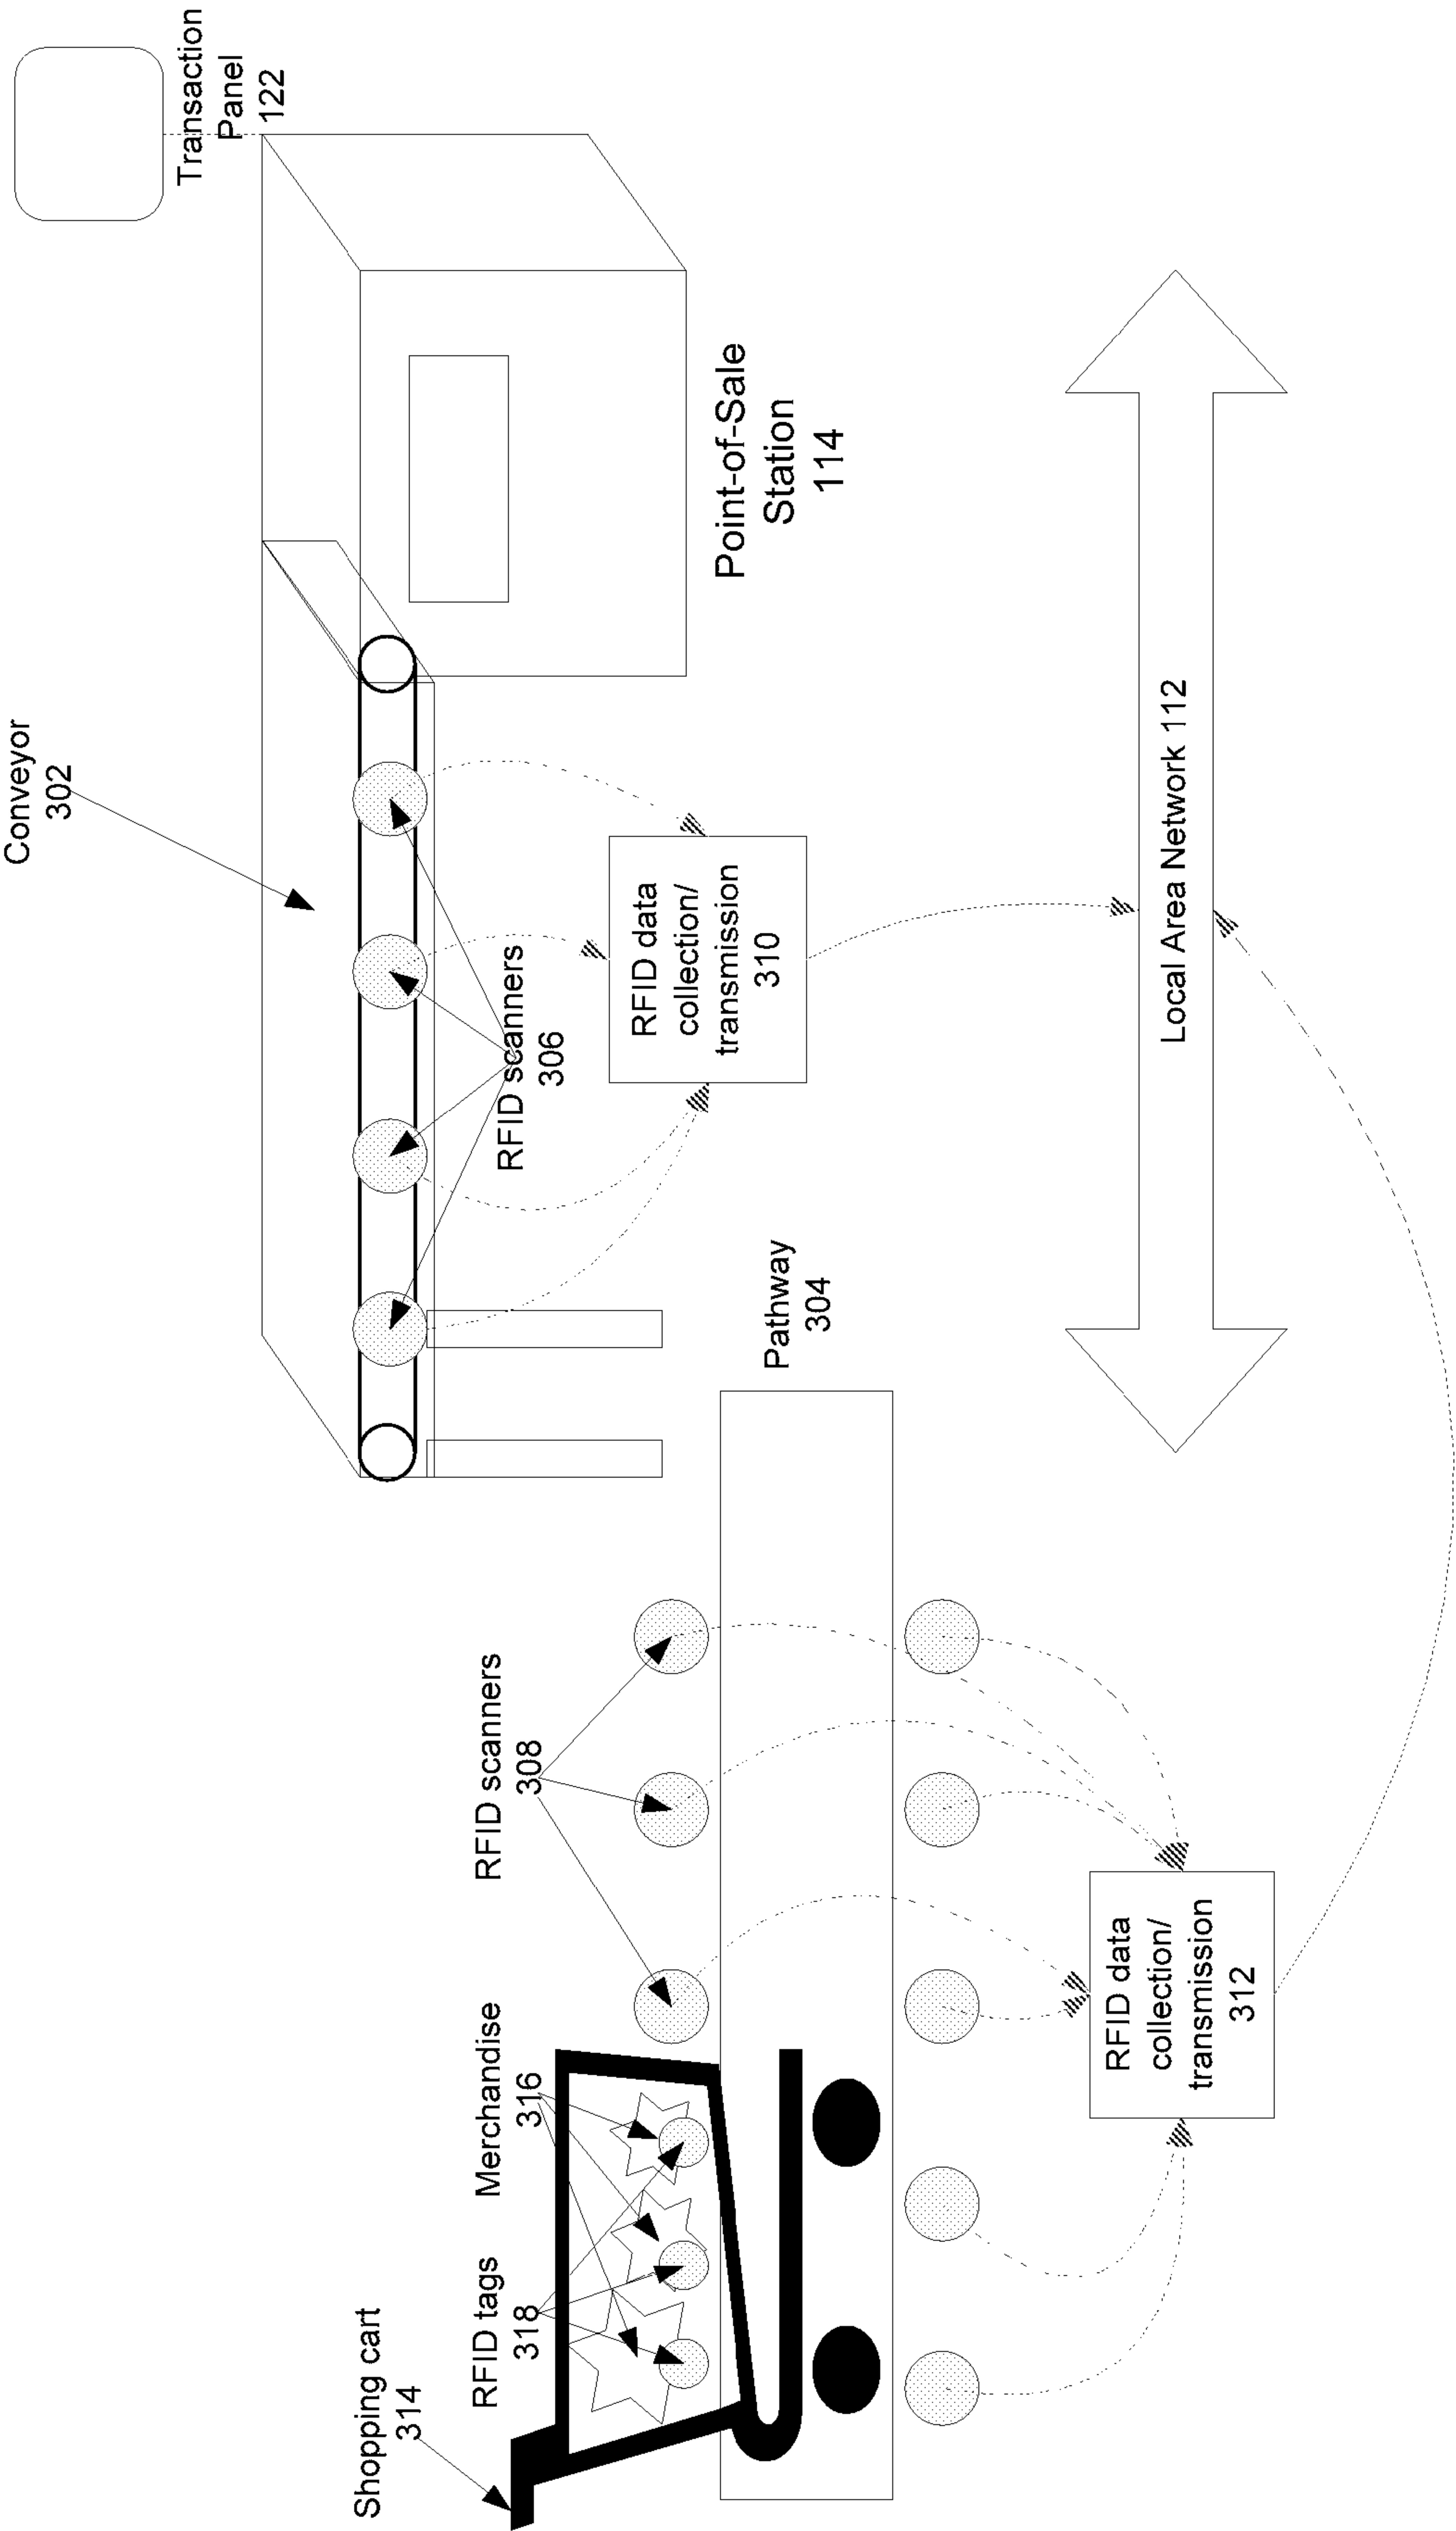 Transaction
Panel
122
Conveyor
302
Point-of-Sale
Station
114
RFID scanners
306
RFID data
collection/
transmission
310
Local Area Network 112
Pathway
304
RFID scanners
308
Merchandise
316
RFID tags
318
Shopping cart
314
RFID data
collection/
transmission
312